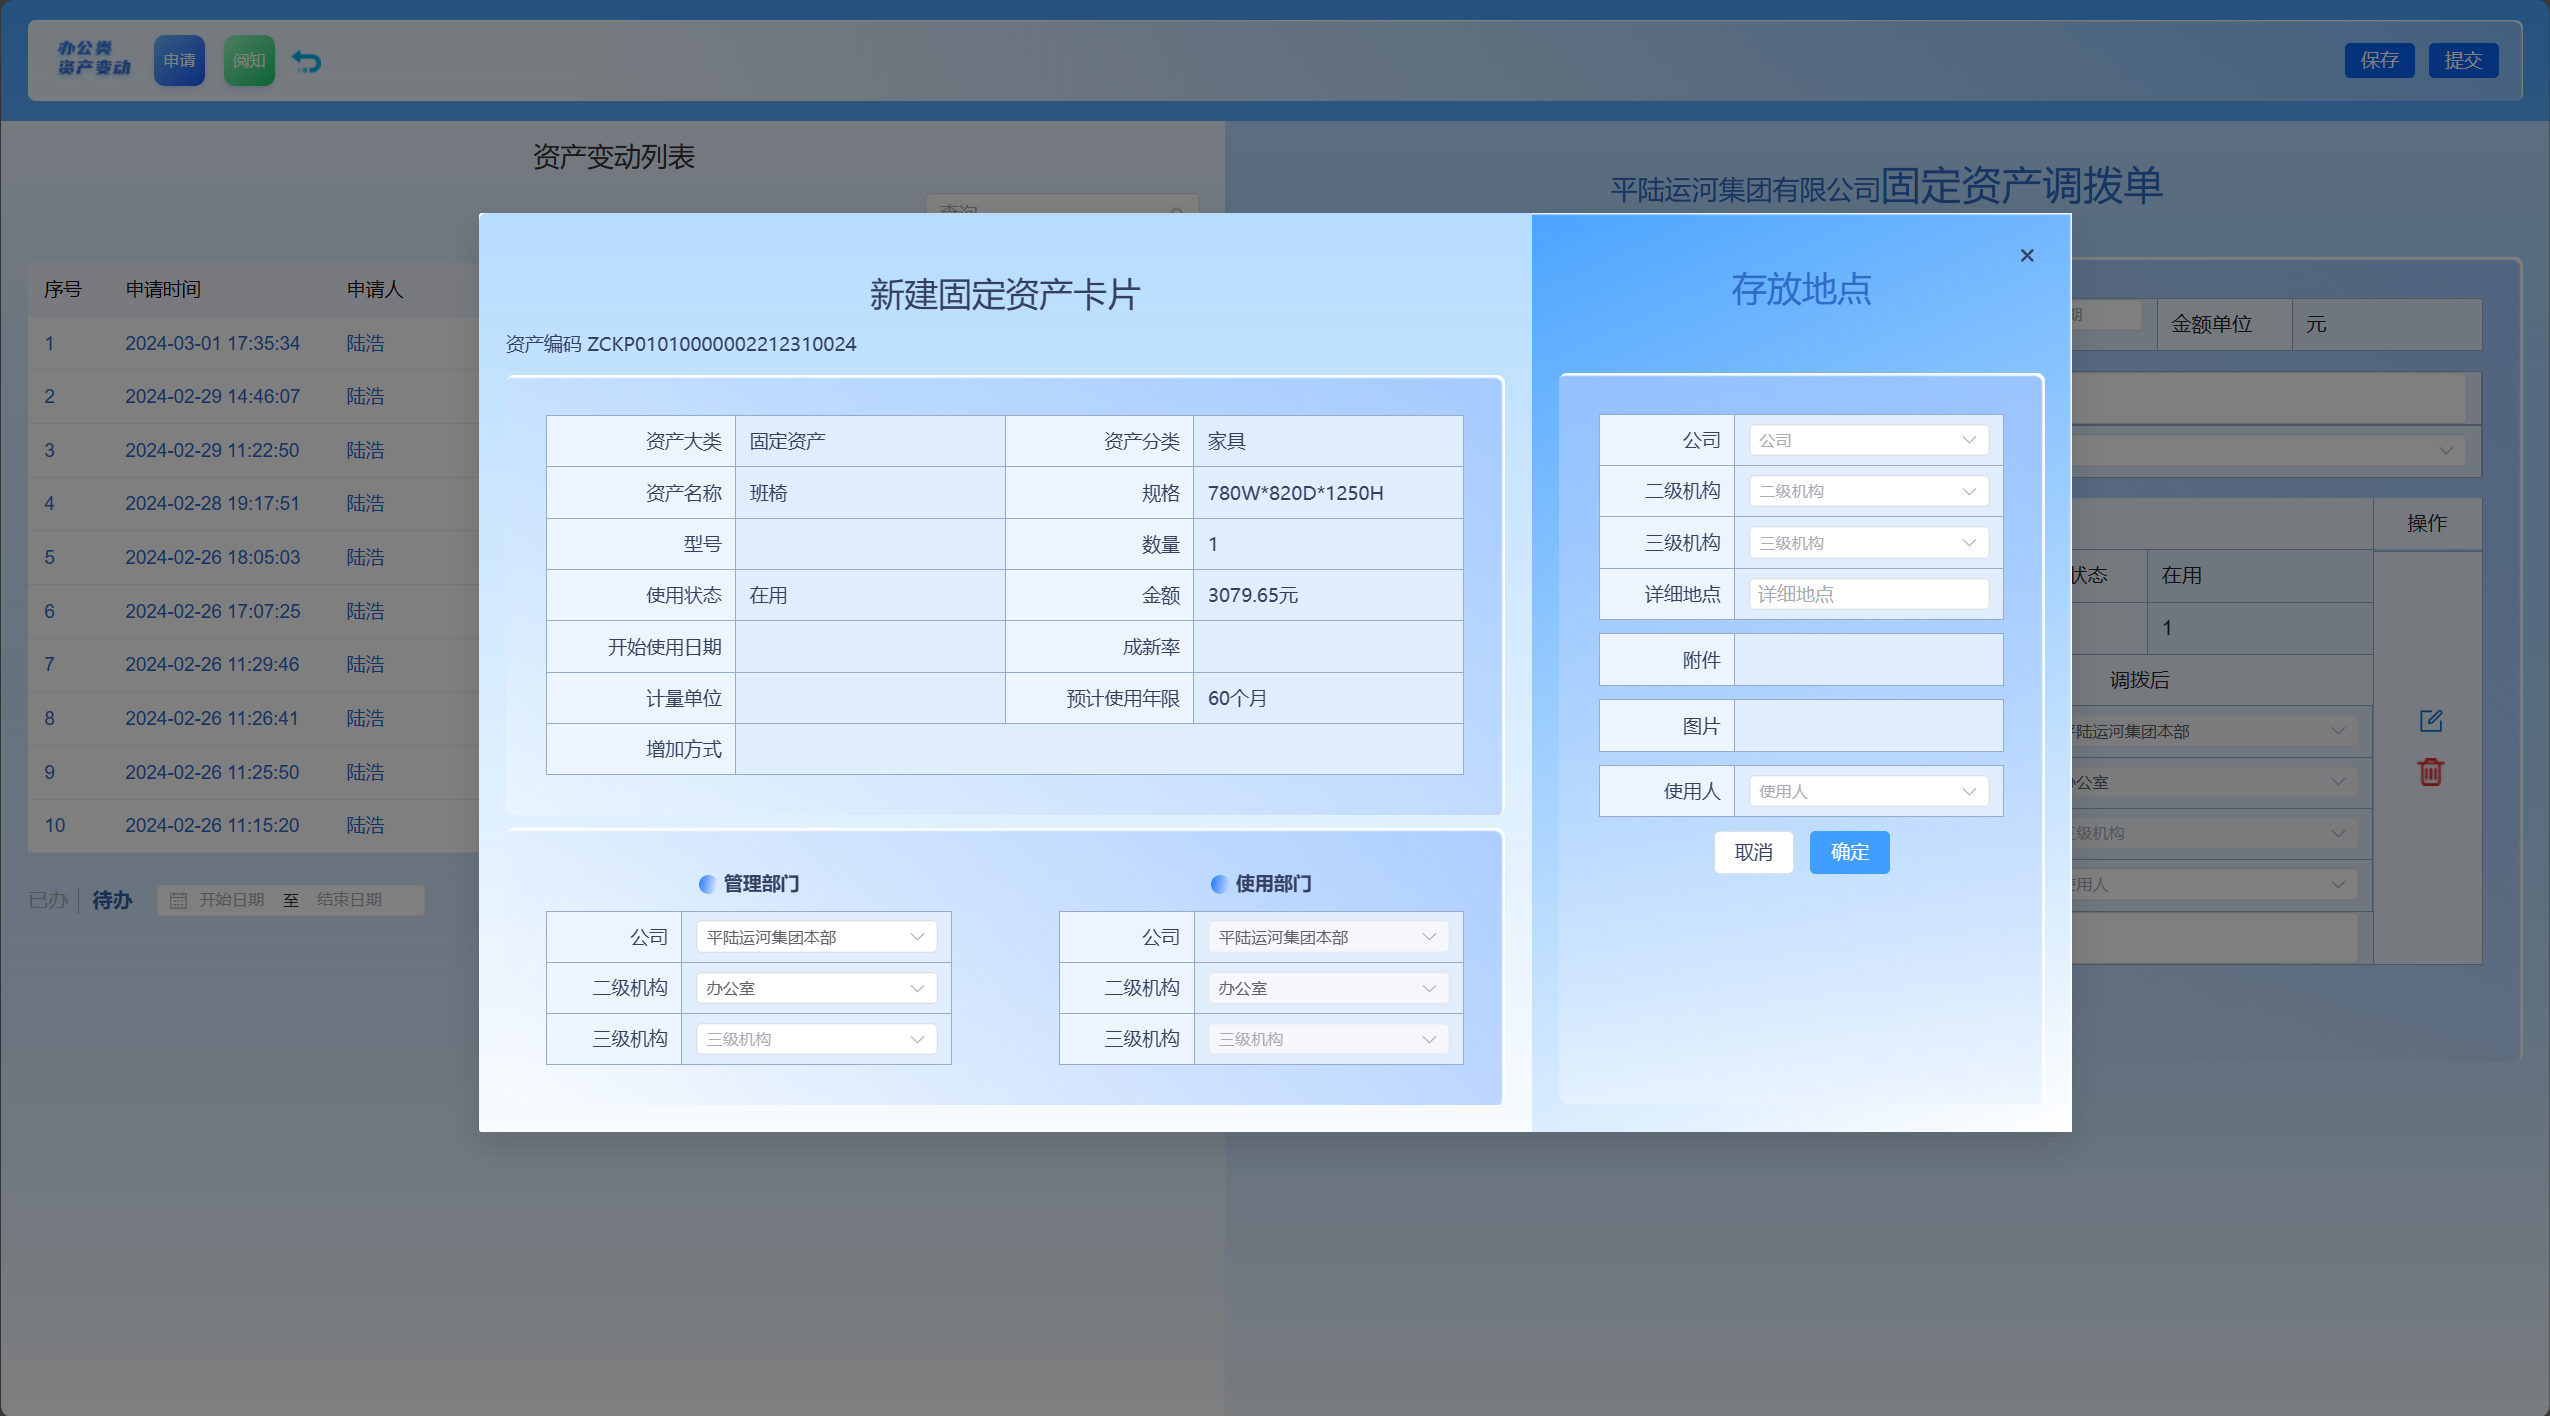 办公类
资产变动
申请
阅知
保存
提交
资产变动列表
平陆运河集团有限公司固定资产调拨单
序号 申请时间 申请人
1 2024-03-01 17:35:34 陆浩
2 2024-02-29 14:46:07 陆浩
3 2024-02-29 11:22:50 陆浩
4 2024-02-28 19:17:51 陆浩
5 2024-02-26 18:05:03 陆浩
6 2024-02-26 17:07:25 陆浩
7 2024-02-26 11:29:46 陆浩
8 2024-02-26 11:26:41 陆浩
9 2024-02-26 11:25:50 陆浩
10 2024-02-26 11:15:20 陆浩
已办 待办 开始日期 至 结束日期
新建固定资产卡片
资产编码 ZCKP01010000002212310024
资产大类 固定资产 资产分类 家具
资产名称 班椅 规格 780W*820D*1250H
型号 数量 1
使用状态 在用 金额 3079.65元
开始使用日期 成新率
计量单位 预计使用年限 60个月
增加方式
管理部门
公司 平陆运河集团本部
二级机构 办公室
三级机构 三级机构
使用部门
公司 平陆运河集团本部
二级机构 办公室
三级机构 三级机构
存放地点
公司 公司
二级机构 二级机构
三级机构 三级机构
详细地点 详细地点
附件
图片
使用人 使用人
取消 确定
金额单位 元
操作
状态 在用
1
调拨后
陆运河集团本部
公室
级机构
用人